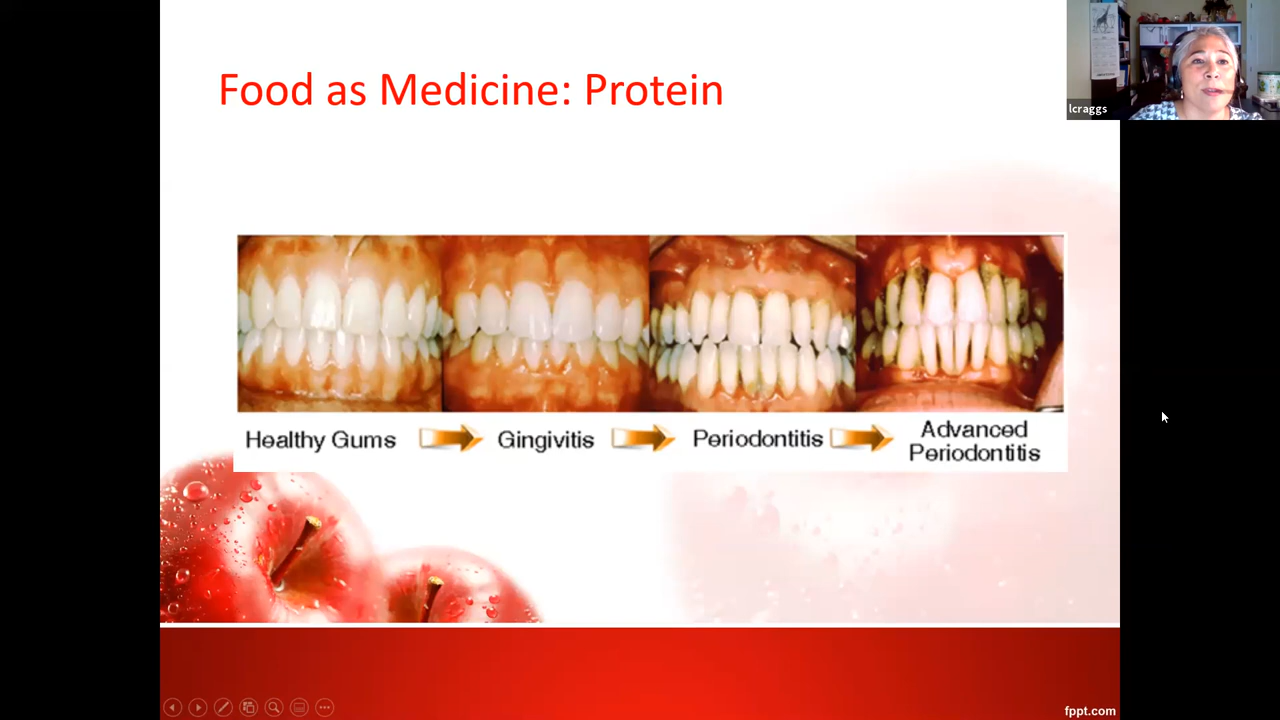 Food as Medicine: Protein
lcraggs
Healthy Gums
Gingivitis
Periodontitis
Advanced
Periodontitis
fppt.com